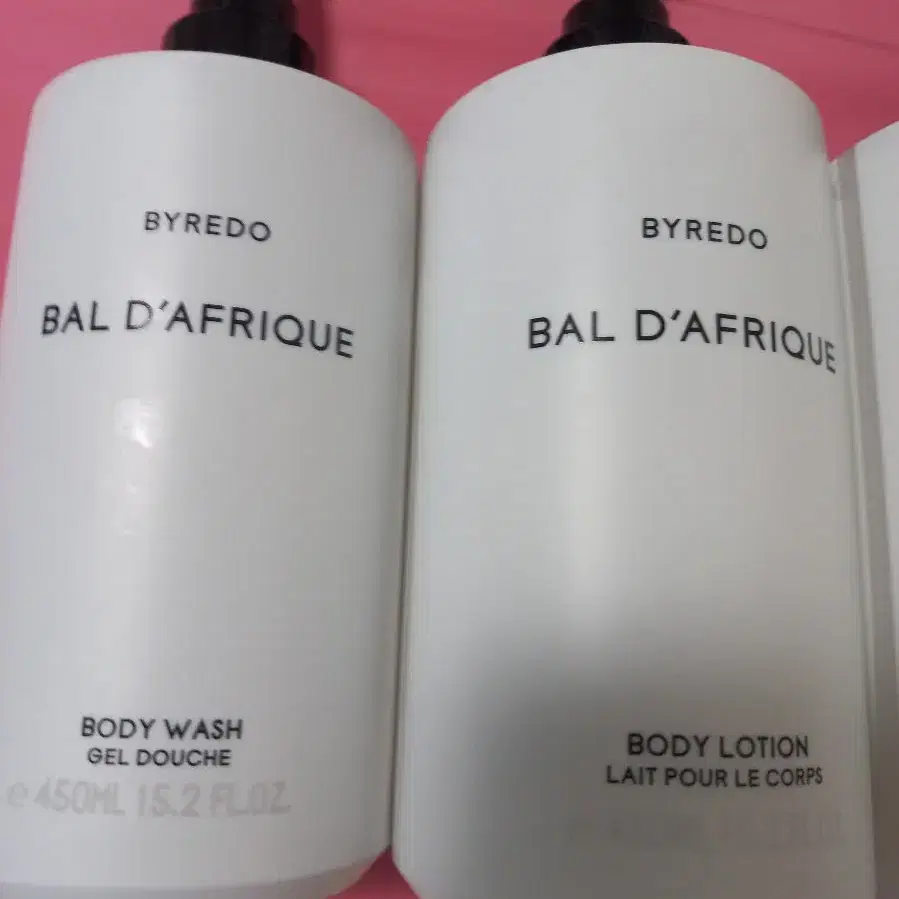 BYREDO
BAL D'AFRIQUE
BODY WASH
GEL DOUCHE
e 450ML 15.2 FL.OZ
BYREDO
BAL D'AFRIQUE
BODY LOTION
LAIT POUR LE CORPS